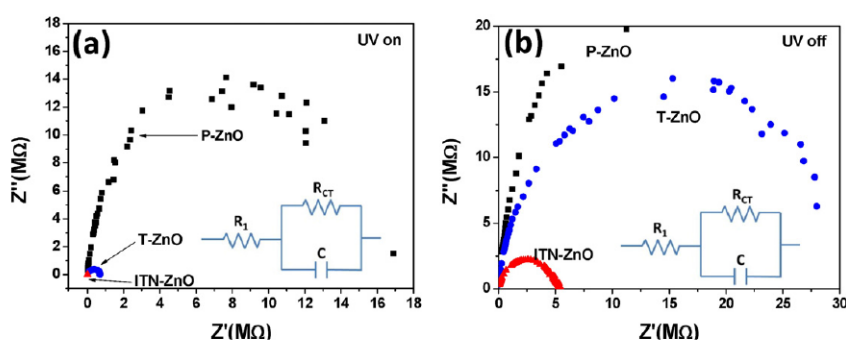 (a)
UV on
18
16
14
12
10
8
6
4
2
0
Z''(MΩ)
P-ZnO
T-ZnO
ITN-ZnO
R1
RCT
C
0 2 4 6 8 10 12 14 16 18
Z'(MΩ)
(b)
UV off
20
15
10
5
0
Z''(MΩ)
P-ZnO
T-ZnO
ITN-ZnO
R1
RCT
C
0 5 10 15 20 25 30
Z'(MΩ)